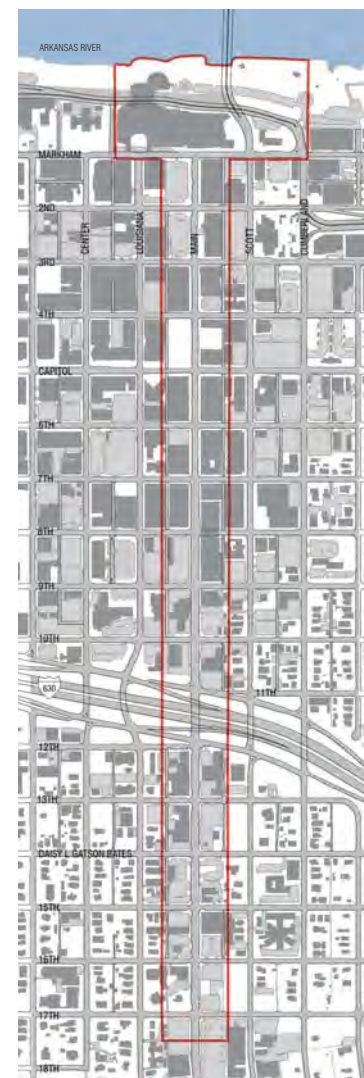 ARKANSAS RIVER
MARKHAM
2ND
CENTER
LOUISIANA
MAIN
SCOTT
CUMBERLAND
3RD
4TH
CAPITOL
6TH
7TH
8TH
9TH
10TH
630
11TH
12TH
13TH
DAISY L GATSON BATES
15TH
16TH
17TH
18TH